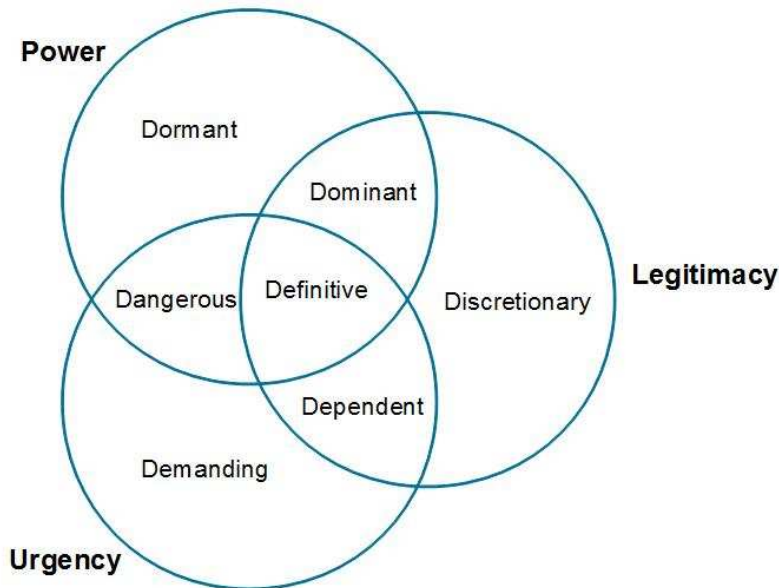 Power
Dormant
Dominant
Legitimacy
Dangerous
Definitive
Discretionary
Dependent
Demanding
Urgency